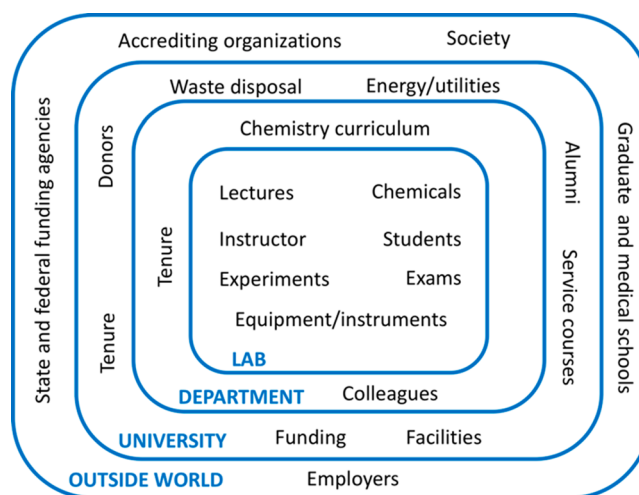 Accrediting organizations
Society
Waste disposal
Energy/utilities
Chemistry curriculum
State and federal funding agencies
Donors
Tenure
Tenure
Lectures
Chemicals
Instructor
Students
Experiments
Exams
Equipment/instruments
LAB
Alumni
Service courses
Graduate and medical schools
DEPARTMENT
Colleagues
UNIVERSITY
Funding
Facilities
OUTSIDE WORLD
Employers